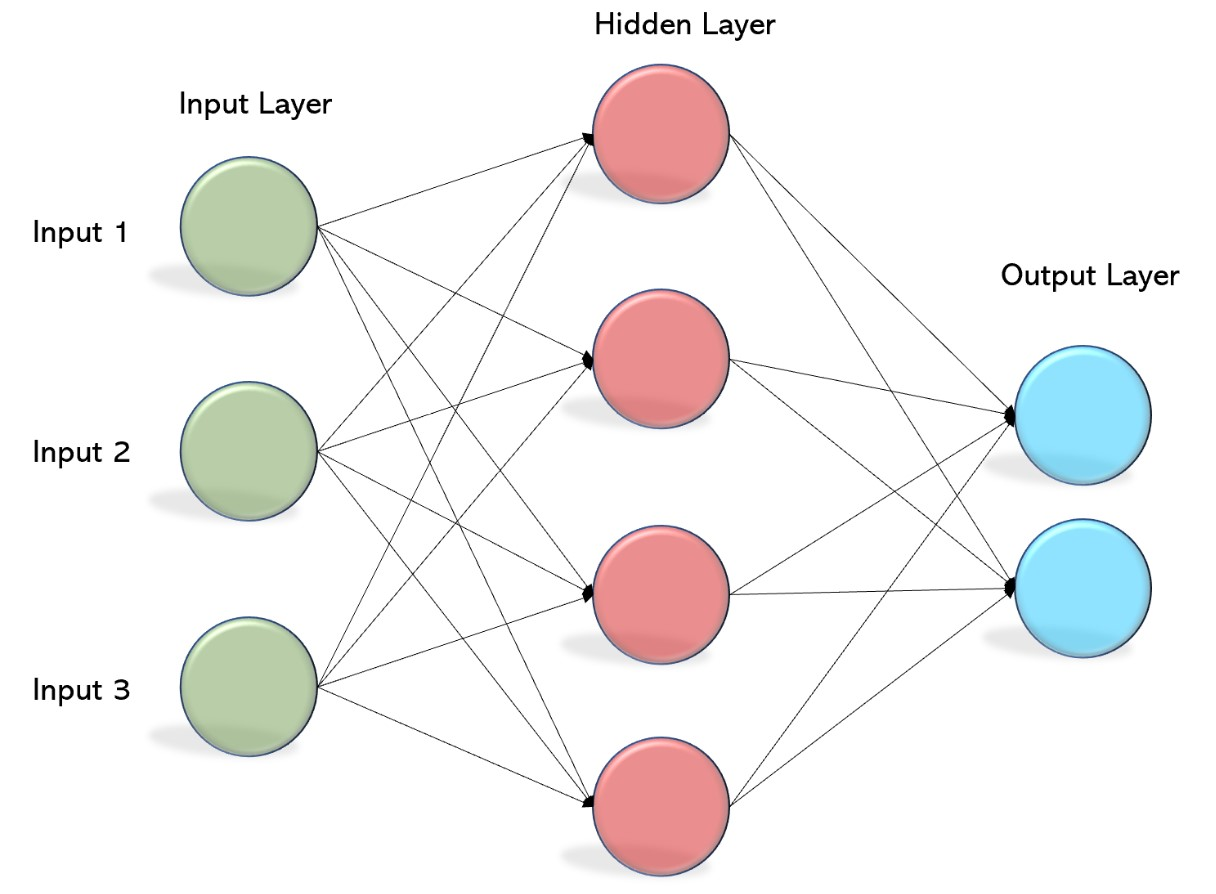 Hidden Layer
Input Layer
Input 1
Output Layer
Input 2
Input 3